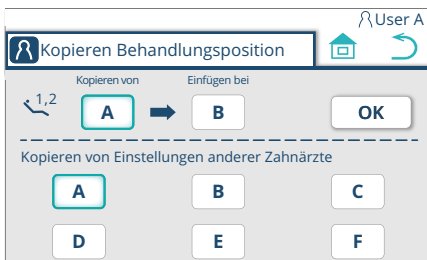 User A
Kopieren Behandlungsposition
Kopieren von Einfügen bei
1,2 A B OK
Kopieren von Einstellungen anderer Zahnärzte
A B C
D E F